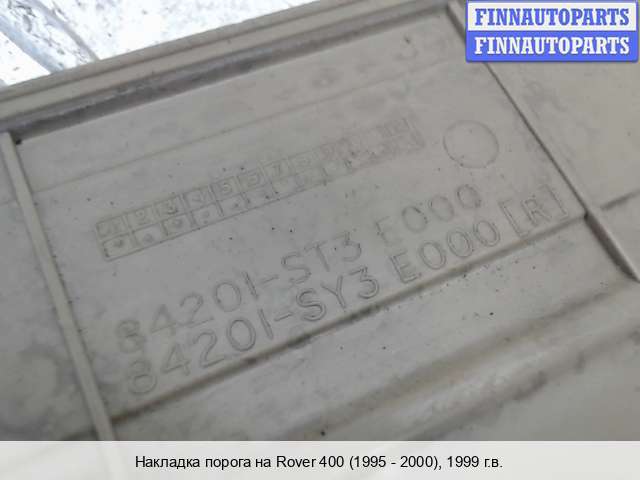 FINNAUTOPARTS
FINNAUTOPARTS
84201-ST3 E000
84201-SY3 E000 [R]
Накладка порога на Rover 400 (1995 - 2000), 1999 г.в.